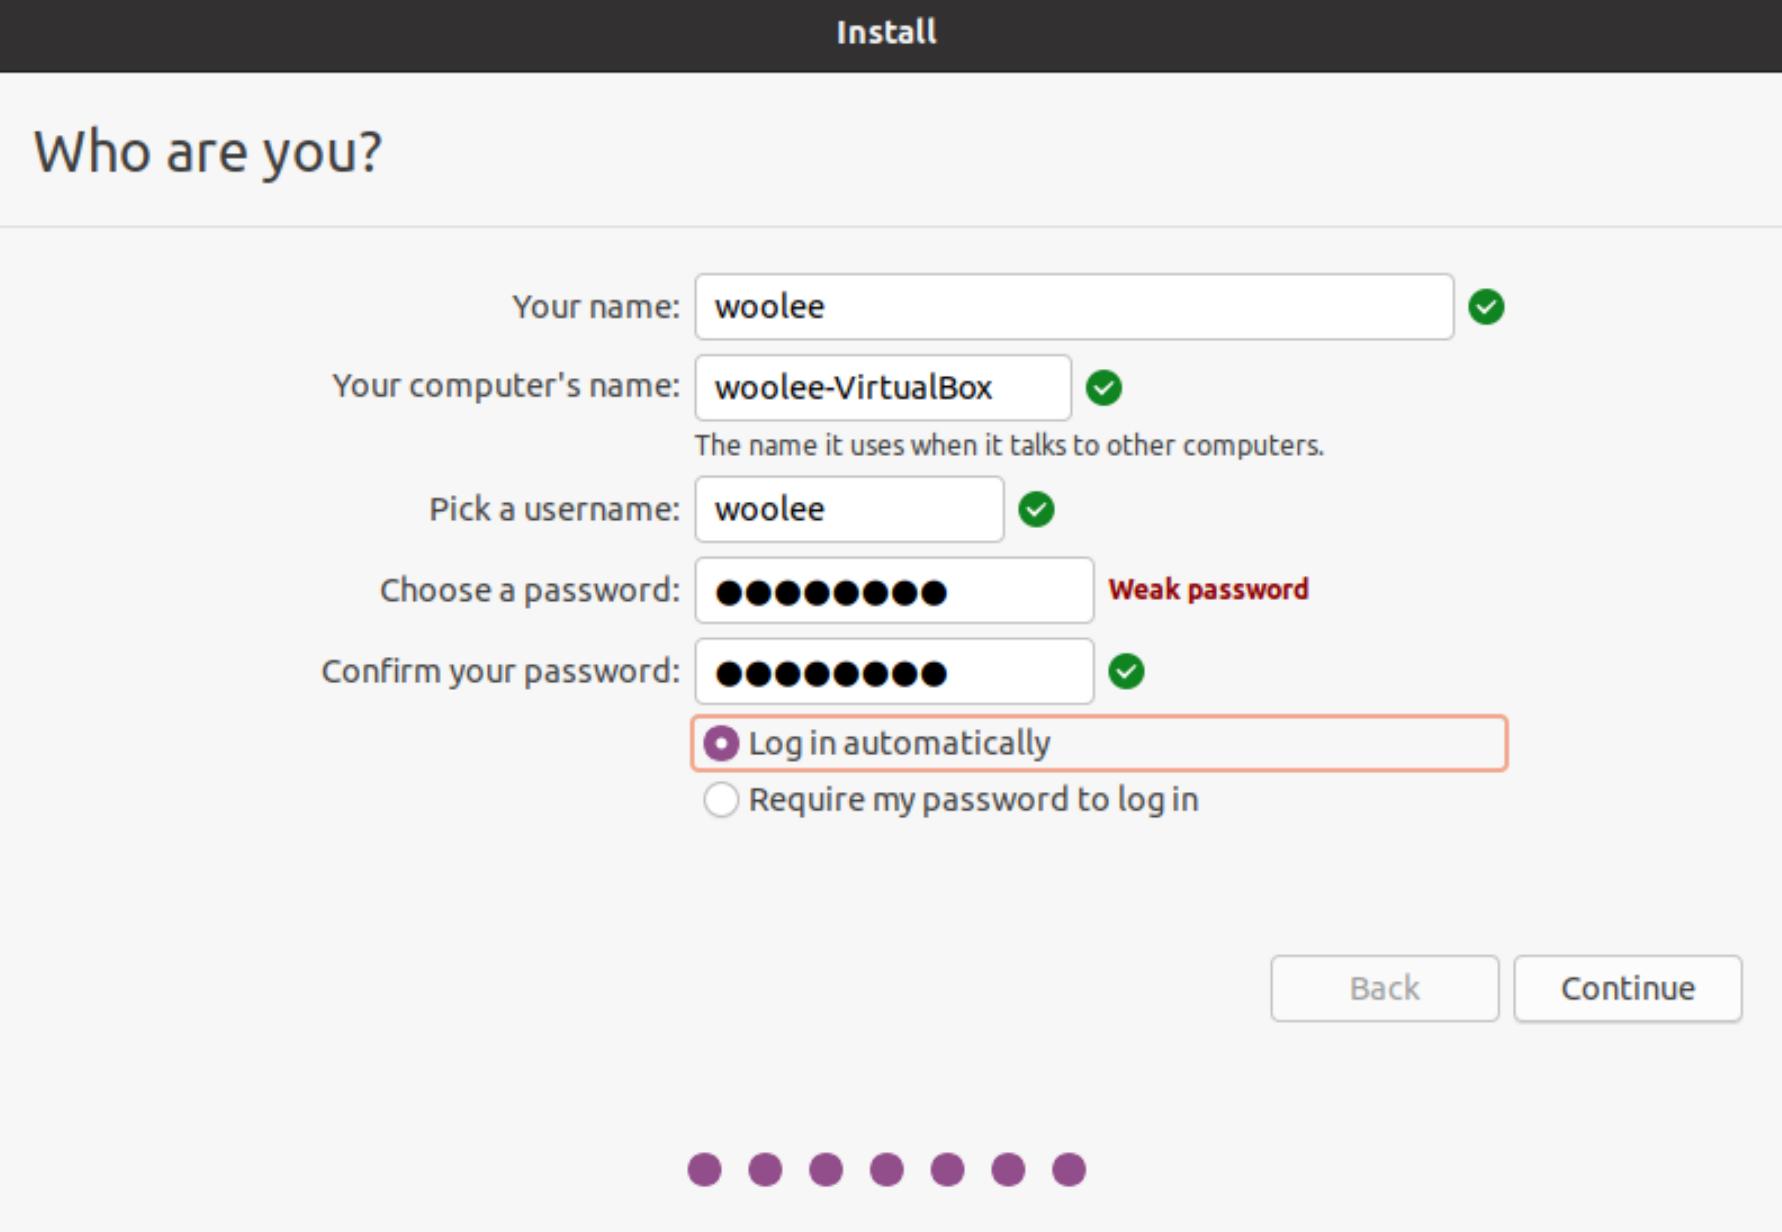 Install
Who are you?
Your name: woolee
Your computer's name: woolee-VirtualBox
The name it uses when it talks to other computers.
Pick a username: woolee
Choose a password: ●●●●●●●● Weak password
Confirm your password: ●●●●●●●●
Log in automatically
Require my password to log in
Back Continue